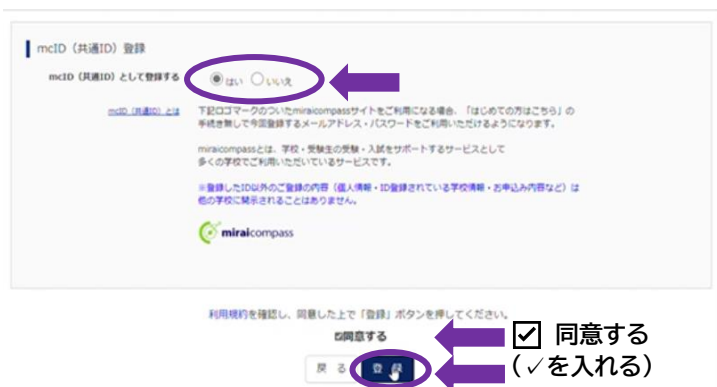 mcID（共通ID）登録
mcID（共通ID）として登録する
はい いいえ
mcID（共通ID）とは
下記ロゴマークのついたmiraicompassサイトをご利用になる場合、「はじめての方はこちら」の
手続き無しで今回登録するメールアドレス・パスワードをご利用いただけるようになります。
miraicompassとは、学校・受験生の受験・入試をサポートするサービスとして
多くの学校でご利用いただいているサービスです。
※登録したID以外のご登録の内容（個人情報・ID登録されている学校情報・お申込み内容など）は
他の学校に開示されることはありません。
miraicompass
利用規約を確認し、同意した上で「登録」ボタンを押してください。
☑同意する
戻る 登録
☑ 同意する
（✓を入れる）